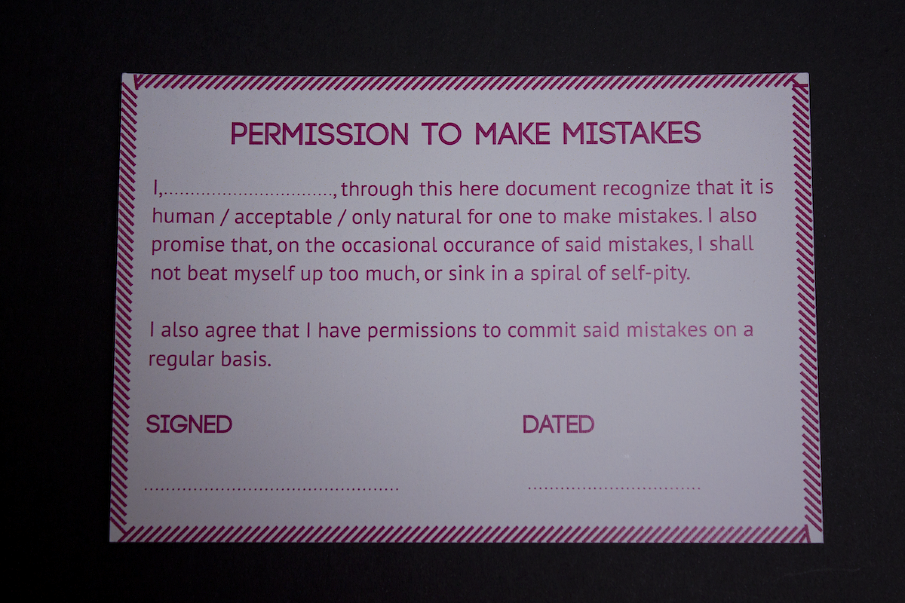 PERMISSION TO MAKE MISTAKES
I,................................, through this here document recognize that it is
human / acceptable / only natural for one to make mistakes. I also
promise that, on the occasional occurance of said mistakes, I shall
not beat myself up too much, or sink in a spiral of self-pity.
I also agree that I have permissions to commit said mistakes on a
regular basis.
SIGNED DATED